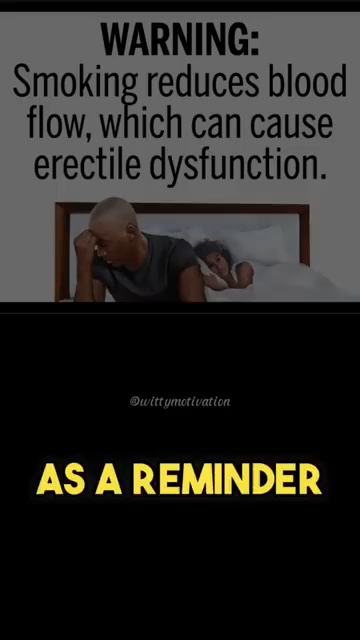 WARNING:
Smoking reduces blood
flow, which can cause
erectile dysfunction.
@wittymotivation
AS A REMINDER